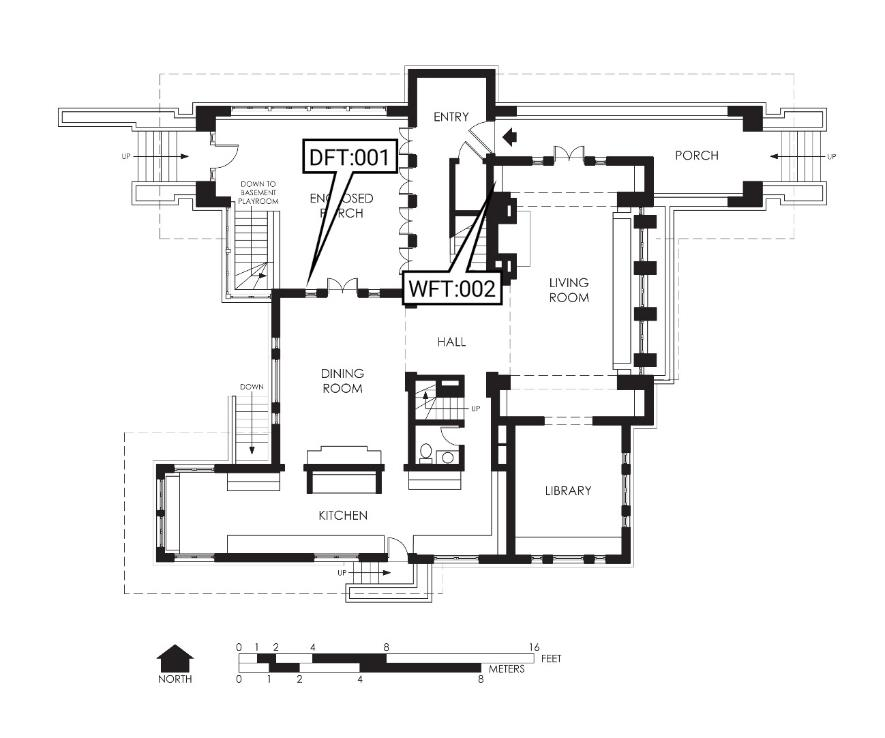 ENTRY
DFT:001
UP
PORCH
UP
DOWN TO
BASEMENT
PLAYROOM
ENCLOSED
PORCH
WFT:002
LIVING
ROOM
HALL
DINING
ROOM
DOWN
UP
LIBRARY
KITCHEN
UP
0 1 2 4 8 16
FEET
METERS
NORTH
0 1 2 4 8